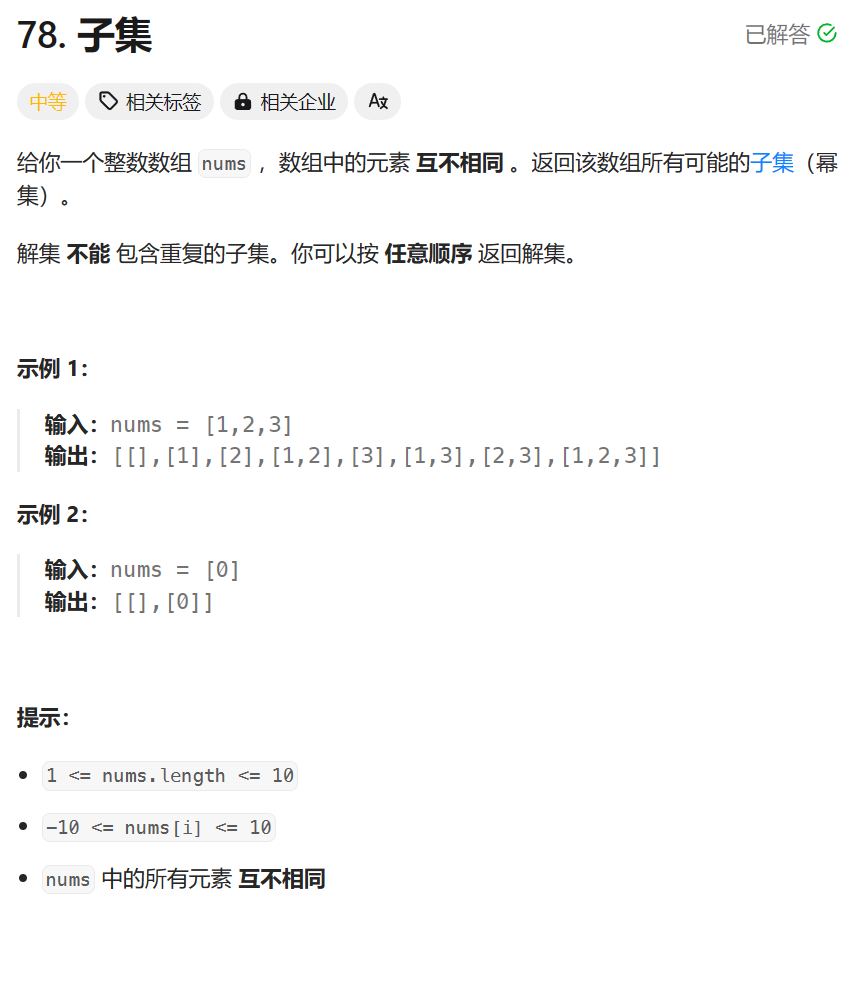 78. 子集
已解答
中等 相关标签 相关企业
给你一个整数数组 nums ，数组中的元素 互不相同 。返回该数组所有可能的子集（幂
集）。
解集 不能 包含重复的子集。你可以按 任意顺序 返回解集。
示例 1：
输入：nums = [1,2,3]
输出：[[],[1],[2],[1,2],[3],[1,3],[2,3],[1,2,3]]
示例 2：
输入：nums = [0]
输出：[[],[0]]
提示：
1 <= nums.length <= 10
-10 <= nums[i] <= 10
nums 中的所有元素 互不相同